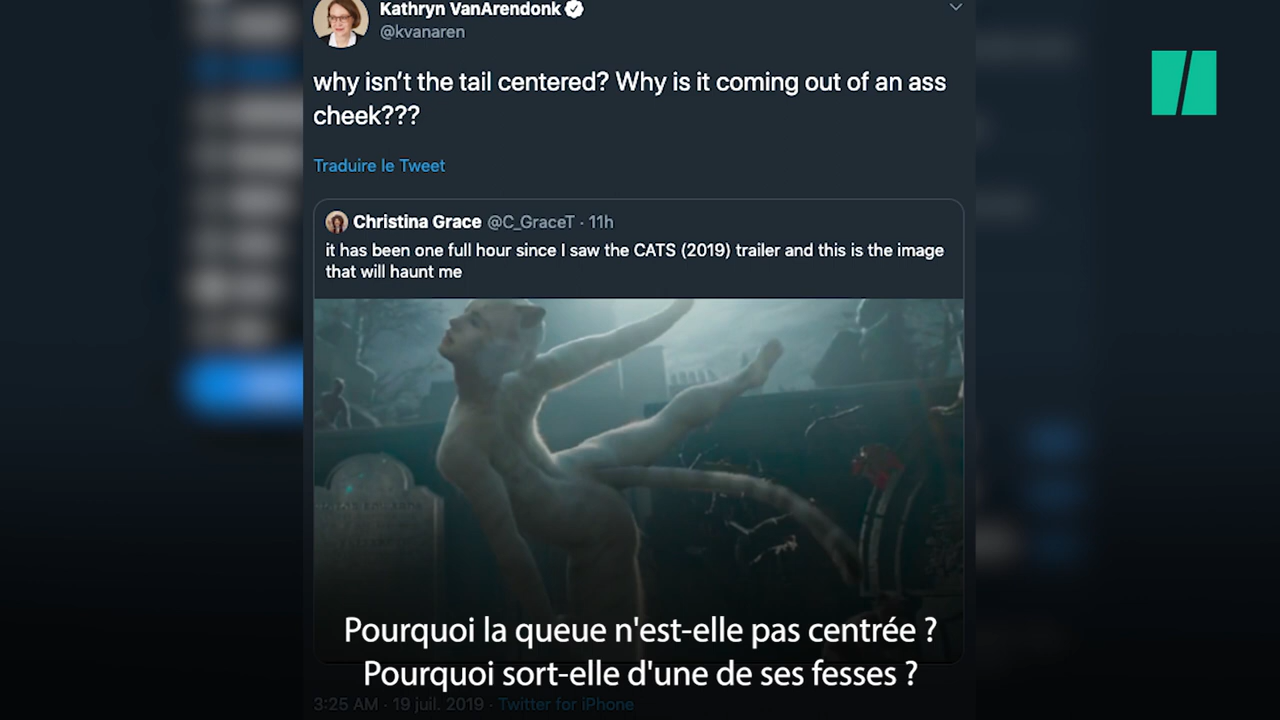 Kathryn VanArendonk
@kvanaren
why isn’t the tail centered? Why is it coming out of an ass
cheek???
Traduire le Tweet
Christina Grace @C_GraceT · 11h
it has been one full hour since I saw the CATS (2019) trailer and this is the image
that will haunt me
Pourquoi la queue n'est-elle pas centrée ?
Pourquoi sort-elle d'une de ses fesses ?
3:25 AM · 19 juil. 2019 · Twitter for iPhone